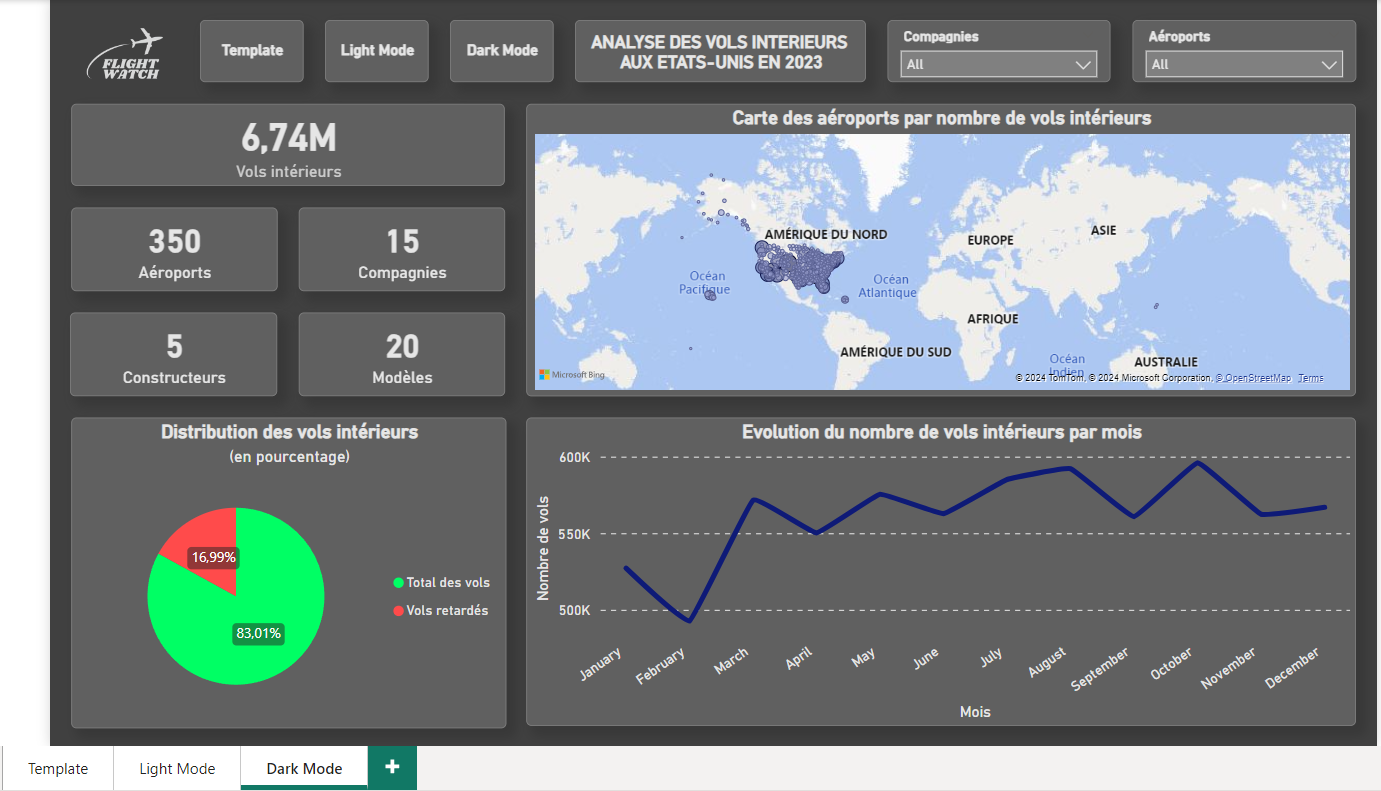 FLIGHT
WATCH
Template
Light Mode
Dark Mode
ANALYSE DES VOLS INTERIEURS
AUX ETATS-UNIS EN 2023
Compagnies
All
Aéroports
All
6,74M
Vols intérieurs
350
Aéroports
15
Compagnies
5
Constructeurs
20
Modèles
Carte des aéroports par nombre de vols intérieurs
AMÉRIQUE DU NORD
EUROPE
ASIE
Océan
Pacifique
Océan
Atlantique
AFRIQUE
AMÉRIQUE DU SUD
Océan
Indien
AUSTRALIE
Microsoft Bing
© 2024 TomTom, © 2024 Microsoft Corporation, © OpenStreetMap Terms
Distribution des vols intérieurs
(en pourcentage)
16,99%
83,01%
Total des vols
Vols retardés
Evolution du nombre de vols intérieurs par mois
600K
550K
500K
Nombre de vols
January
February
March
April
May
June
July
August
September
October
November
December
Mois
Template
Light Mode
Dark Mode
+